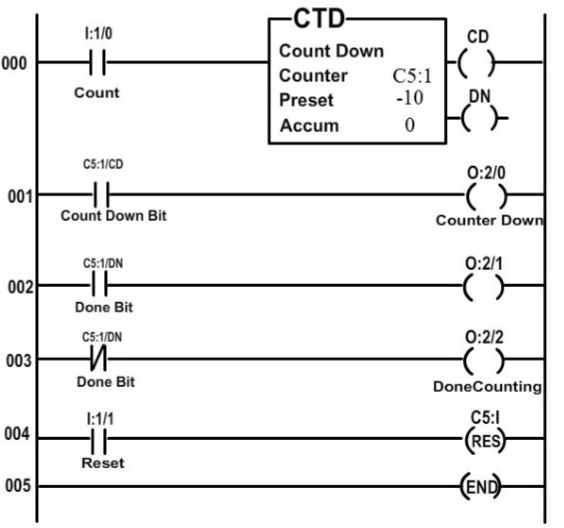 CTD
I:1/0
CD
000
Count Down
Counter C5:1
Preset -10
Accum 0
Count
DN
C5:1/CD
O:2/0
001
Count Down Bit
Counter Down
C5:1/DN
O:2/1
002
Done Bit
C5:1/DN
O:2/2
003
Done Bit
DoneCounting
I:1/1
C5:I
004
(RES)
Reset
005
(END)